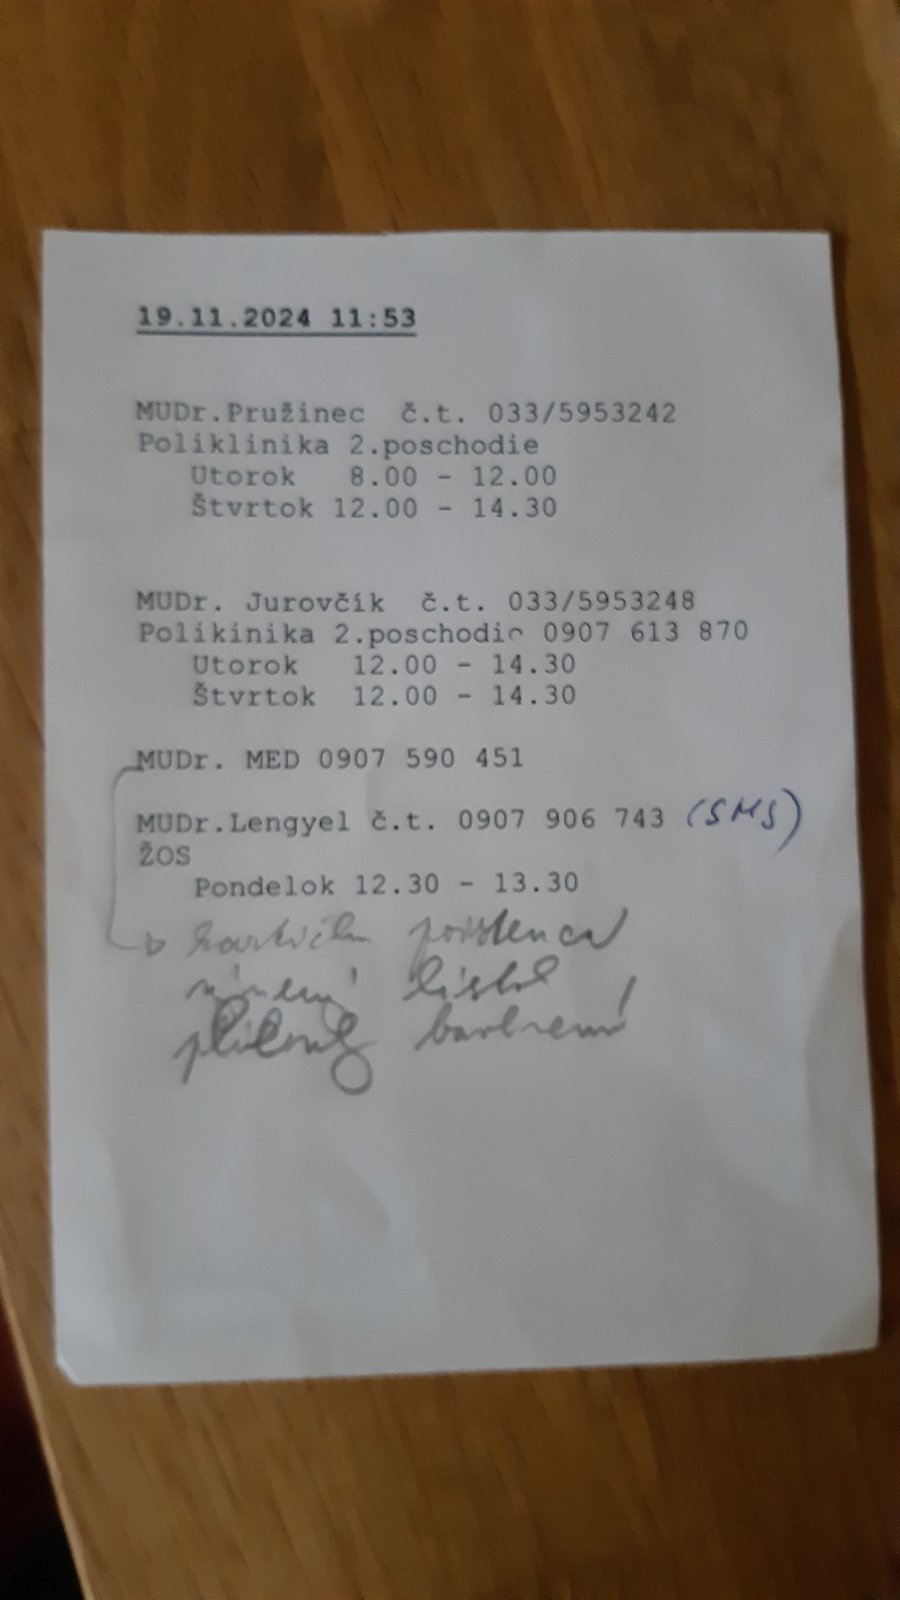 19.11.2024 11:53
MUDr.Pružinec č.t. 033/5953242
Poliklinika 2.poschodie
Utorok 8.00 - 12.00
Štvrtok 12.00 - 14.30
MUDr. Jurovčík č.t. 033/5953248
Polikinika 2.poschodie 0907 613 870
Utorok 12.00 - 14.30
Štvrtok 12.00 - 14.30
MUDr. MED 0907 590 451
MUDr.Lengyel č.t. 0907 906 743 (SMS)
ŽOS
Pondelok 12.30 - 13.30
poistenca